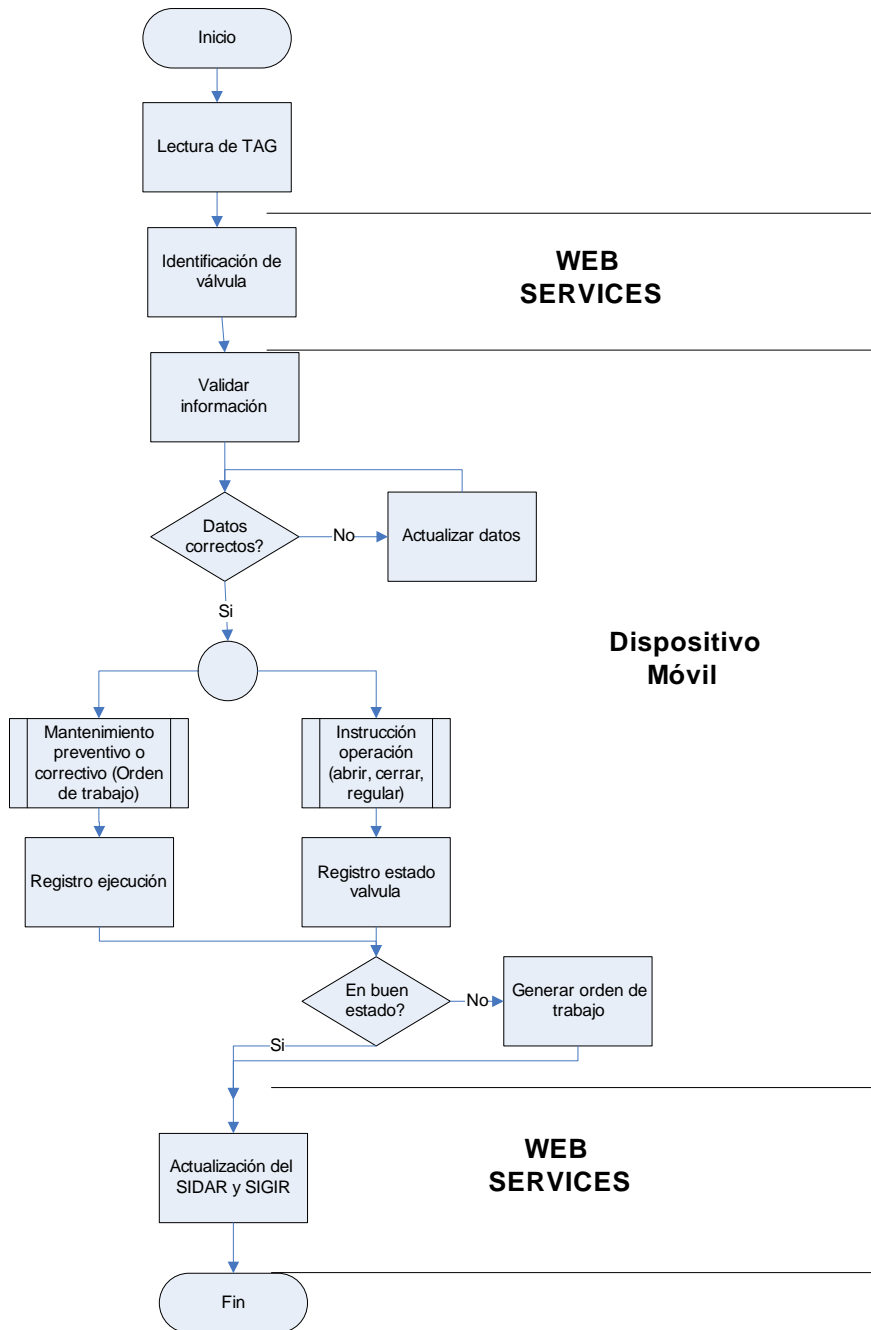 Inicio
Lectura de TAG
Identificación de
válvula
WEB
SERVICES
Validar
información
Datos
correctos?
No
Actualizar datos
Si
Dispositivo
Móvil
Mantenimiento
preventivo o
correctivo (Orden
de trabajo)
Instrucción
operación
(abrir, cerrar,
regular)
Registro ejecución
Registro estado
valvula
En buen
estado?
No
Generar orden de
trabajo
Si
Actualización del
SIDAR y SIGIR
WEB
SERVICES
Fin